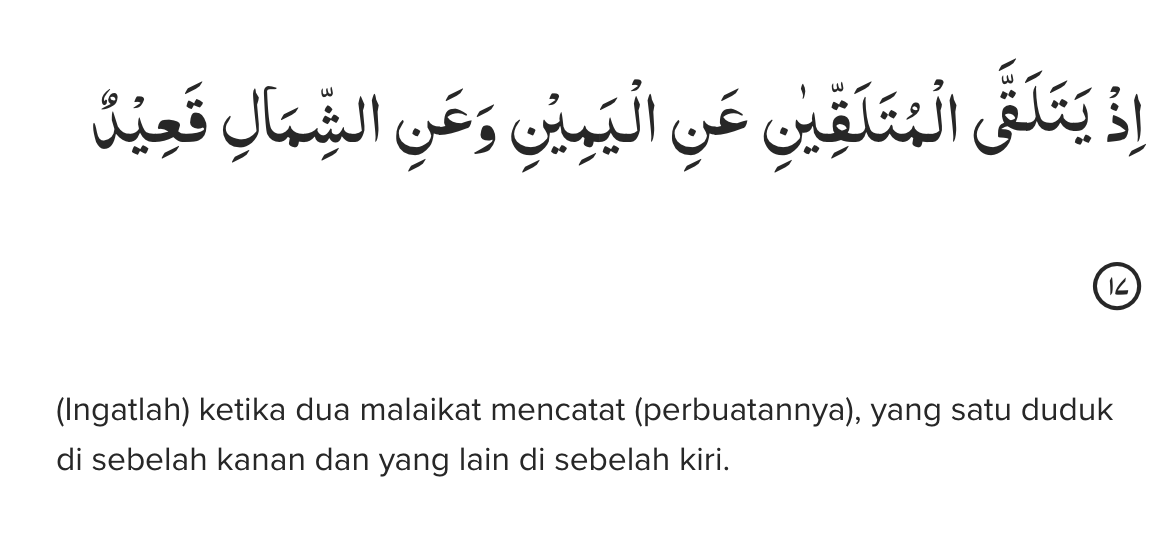 اِذْ يَتَلَقَّى الْمُتَلَقِّيٰنِ عَنِ الْيَمِيْنِ وَعَنِ الشِّمَالِ قَعِيْدٌ
١٧
(Ingatlah) ketika dua malaikat mencatat (perbuatannya), yang satu duduk
di sebelah kanan dan yang lain di sebelah kiri.